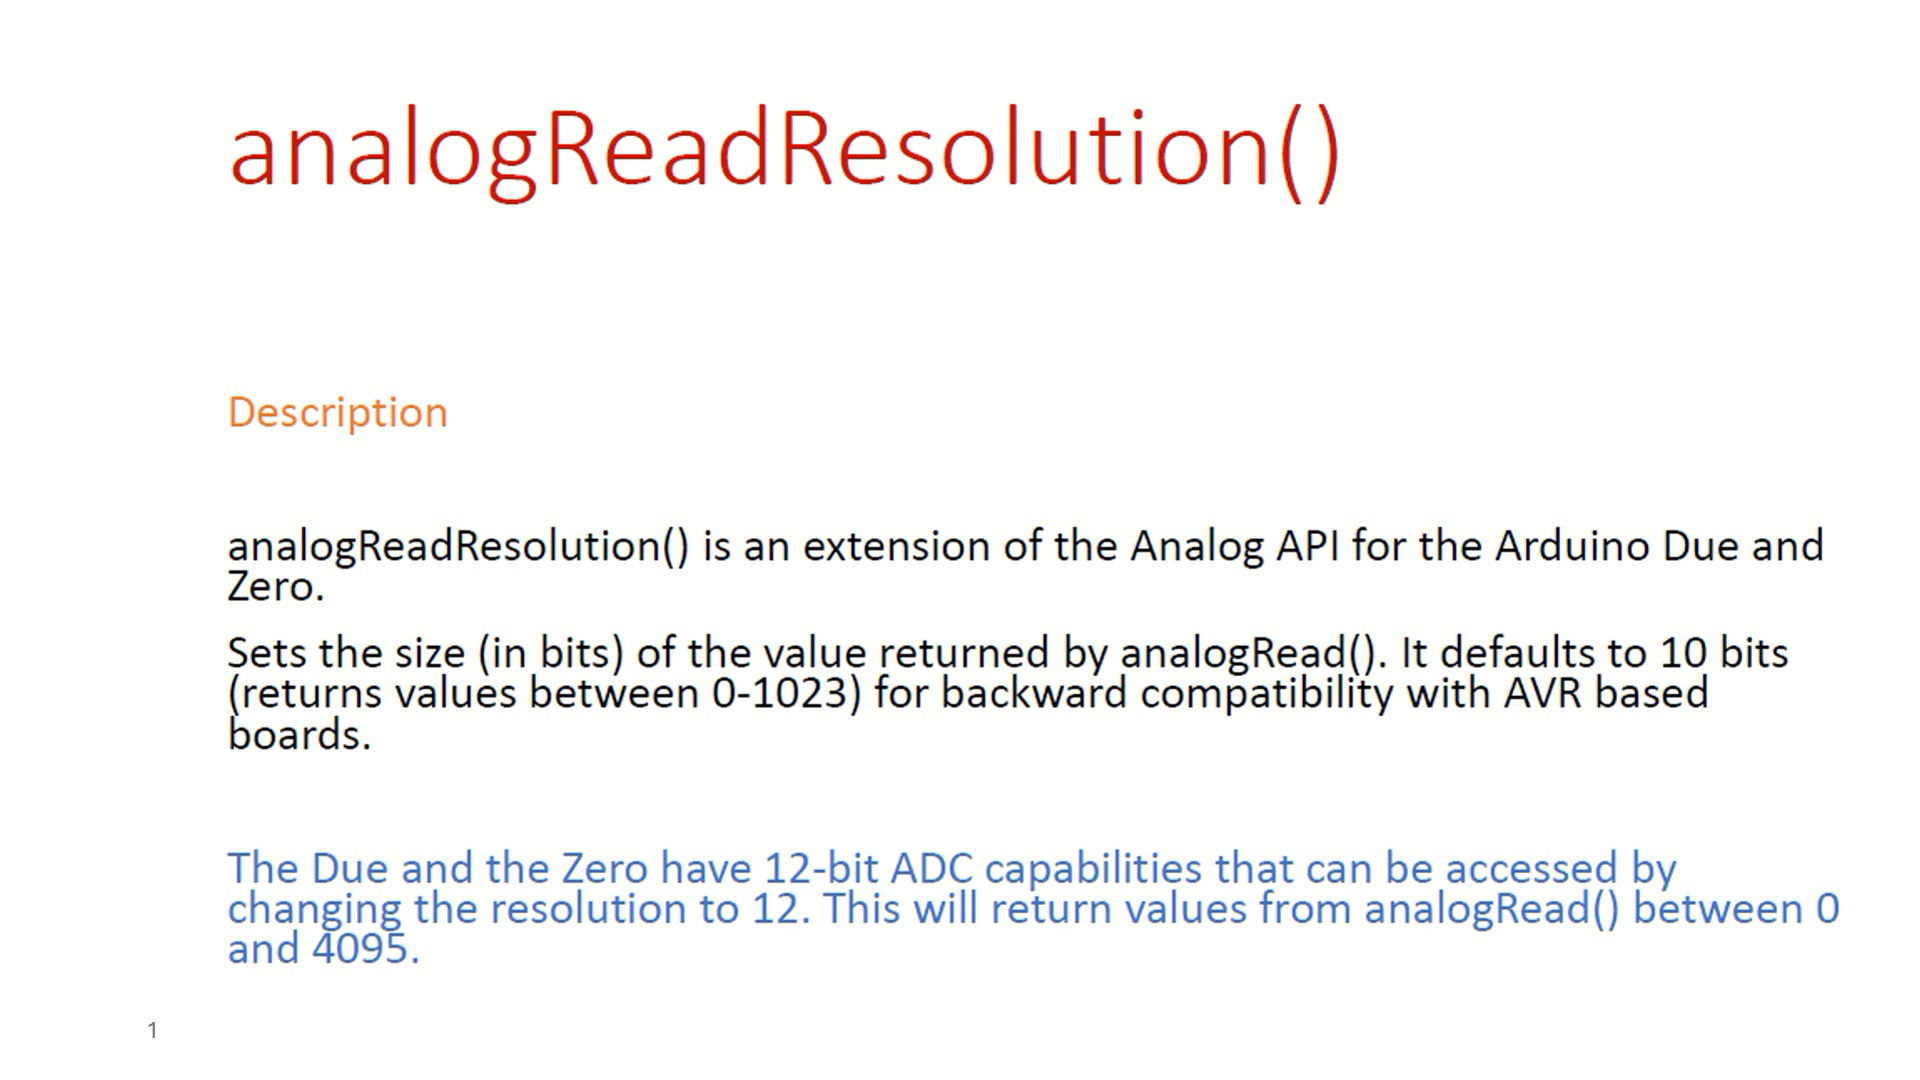 analogReadResolution()
Description
analogReadResolution() is an extension of the Analog API for the Arduino Due and
Zero.
Sets the size (in bits) of the value returned by analogRead(). It defaults to 10 bits
(returns values between 0-1023) for backward compatibility with AVR based
boards.
The Due and the Zero have 12-bit ADC capabilities that can be accessed by
changing the resolution to 12. This will return values from analogRead() between 0
and 4095.
1